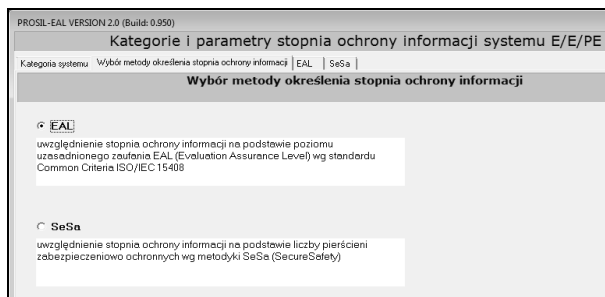 PROSIL-EAL VERSION 2.0 (Build: 0.950)
Kategorie i parametry stopnia ochrony informacji systemu E/E/PE
Kategoria systemu Wybór metody określenia stopnia ochrony informacji EAL SeSa
Wybór metody określenia stopnia ochrony informacji
EAL
uwzględnienie stopnia ochrony informacji na podstawie poziomu
uzasadnionego zaufania EAL (Evaluation Assurance Level) wg standardu
Common Criteria ISO/IEC 15408
SeSa
uwzględnienie stopnia ochrony informacji na podstawie liczby pierścieni
zabezpieczeniowo ochronnych wg metodyki SeSa (SecureSafety)